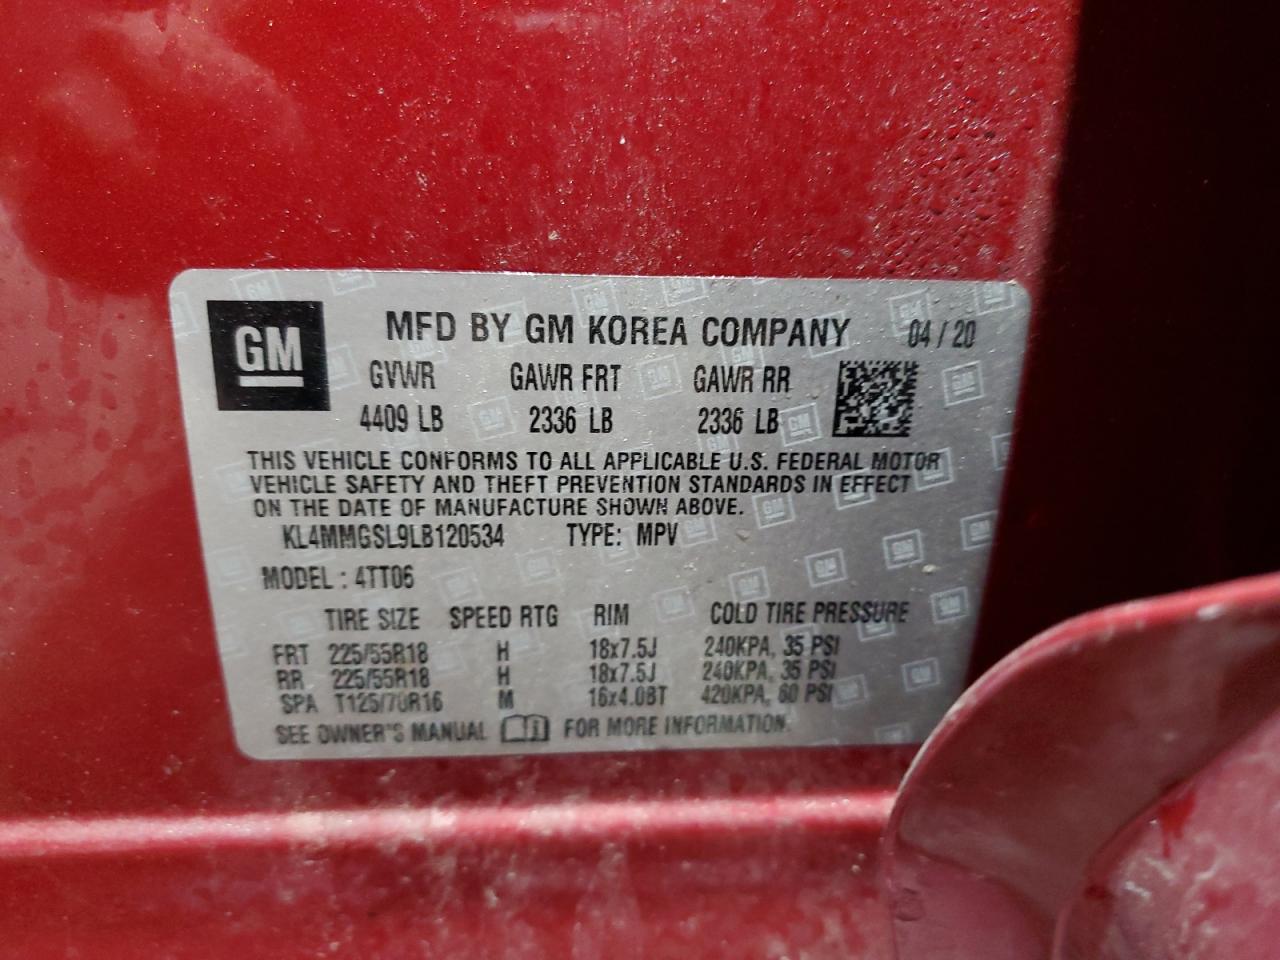 GM
MFD BY GM KOREA COMPANY 04 / 20
GVWR GAWR FRT GAWR RR
4409 LB 2336 LB 2336 LB
THIS VEHICLE CONFORMS TO ALL APPLICABLE U.S. FEDERAL MOTOR
VEHICLE SAFETY AND THEFT PREVENTION STANDARDS IN EFFECT
ON THE DATE OF MANUFACTURE SHOWN ABOVE.
KL4MMGSL9LB120534 TYPE: MPV
MODEL : 4TT06
TIRE SIZE SPEED RTG RIM COLD TIRE PRESSURE
FRT 225/55R18 H 18x7.5J 240KPA, 35 PSI
RR 225/55R18 H 18x7.5J 240KPA, 35 PSI
SPA T125/70R16 M 16x4.0BT 420KPA, 60 PSI
SEE OWNER'S MANUAL FOR MORE INFORMATION.